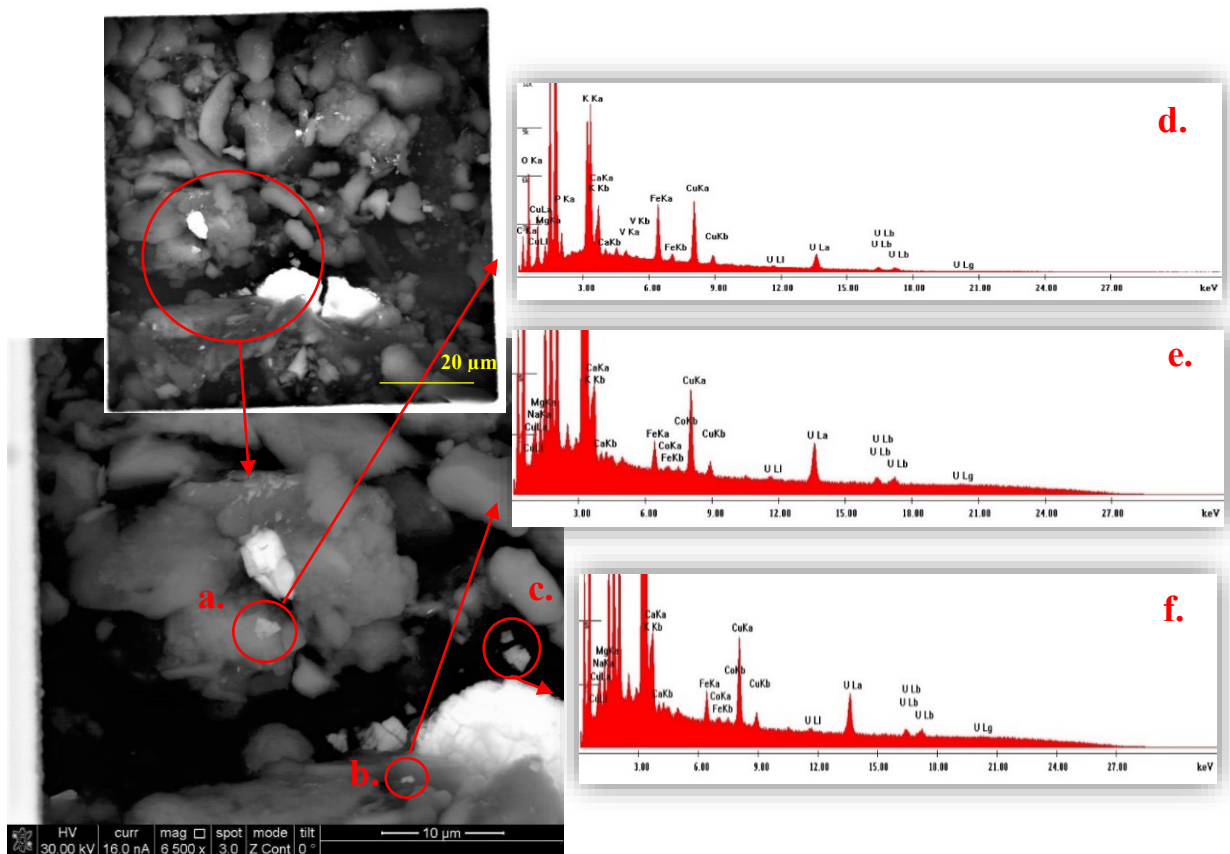 20 µm
a.
b.
c.
HV curr mag spot mode tilt
30.00 kV 16.0 nA 6 500 x 3.0 Z Cont 0 °
10 µm
d.
K Ka
O Ka
CaKa
K Kb
P Ka
CuLa
MgKa
C Ka
CuLl
CaKb
V Kb
V Ka
FeKa
FeKb
CuKa
CuKb
U Ll
U La
U Lb
U Lb
U Lb
U Lg
3.00 6.00 9.00 12.00 15.00 18.00 21.00 24.00 27.00 keV
e.
CaKa
K Kb
MgKa
NaKa
CuLa
CuLl
CaKb
FeKa
CoKa
FeKb
CuKa
CoKb
CuKb
U Ll
U La
U Lb
U Lb
U Lb
U Lg
3.00 6.00 9.00 12.00 15.00 18.00 21.00 24.00 27.00 keV
f.
CaKa
K Kb
MgKa
NaKa
CuLa
CaKb
FeKa
CoKa
FeKb
CuKa
CoKb
CuKb
U Ll
U La
U Lb
U Lb
U Lb
U Lg
3.00 6.00 9.00 12.00 15.00 18.00 21.00 24.00 27.00 keV